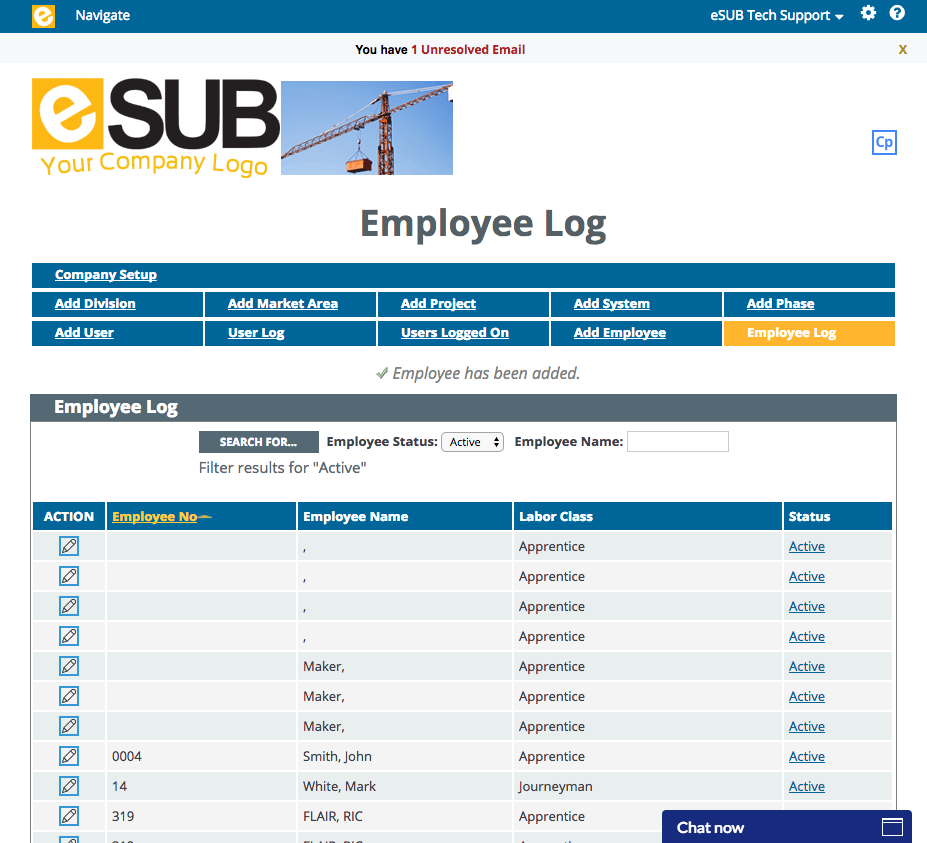 e Navigate eSUB Tech Support ?
You have 1 Unresolved Email X
eSUB
Your Company Logo
Cp
Employee Log
Company Setup
Add Division Add Market Area Add Project Add System Add Phase
Add User User Log Users Logged On Add Employee Employee Log
Employee has been added.
Employee Log
SEARCH FOR... Employee Status: Active Employee Name:
Filter results for "Active"
ACTION Employee No Employee Name Labor Class Status
, Apprentice Active
, Apprentice Active
, Apprentice Active
, Apprentice Active
Maker, Apprentice Active
Maker, Apprentice Active
Maker, Apprentice Active
0004 Smith, John Apprentice Active
14 White, Mark Journeyman Active
319 FLAIR, RIC Apprentice
Chat now